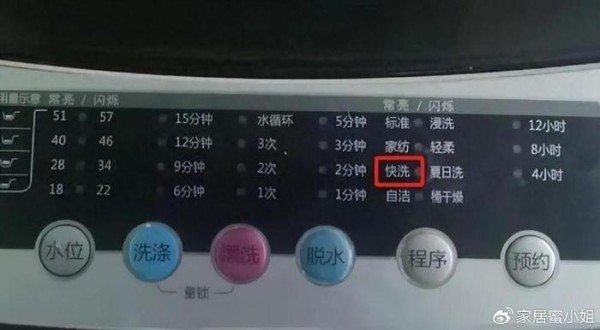 用量示意 常亮 / 闪烁 常亮 / 闪烁
51 57 15分钟 水循环 5分钟 标准 浸洗 12小时
40 46 12分钟 3次 3分钟 家纺 轻柔 8小时
28 34 9分钟 2次 2分钟 快洗 夏日洗 4小时
18 22 6分钟 1次 1分钟 自洁 桶干燥
水位 洗涤 漂洗 脱水 程序 预约
童锁
家居蜜小姐